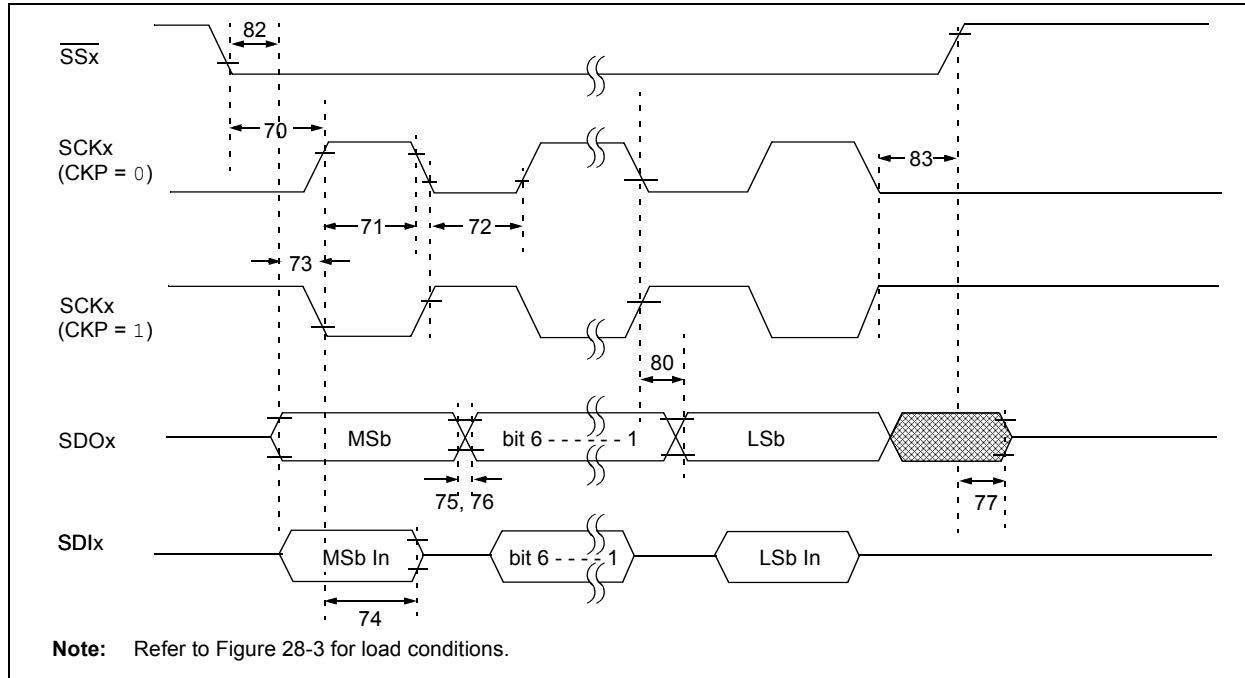 82
SSx
70
SCKx
(CKP = 0)
83
71
72
73
SCKx
(CKP = 1)
80
SDOx
MSb
bit 6 - - - - - - 1
LSb
75, 76
77
SDIx
MSb In
bit 6 - - - - 1
LSb In
74
Note: Refer to Figure 28-3 for load conditions.